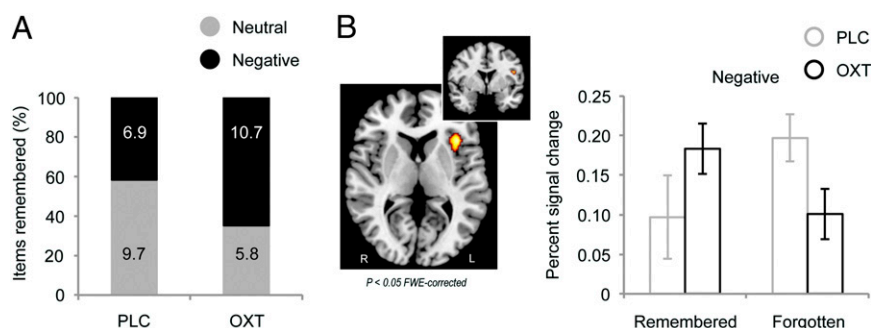 A
Neutral
Negative
Items remembered (%)
100
80
60
40
20
0
6.9
10.7
9.7
5.8
PLC
OXT
B
R
L
P < 0.05 FWE-corrected
PLC
OXT
Negative
Percent signal change
0.25
0.20
0.15
0.10
0.05
0
Remembered
Forgotten